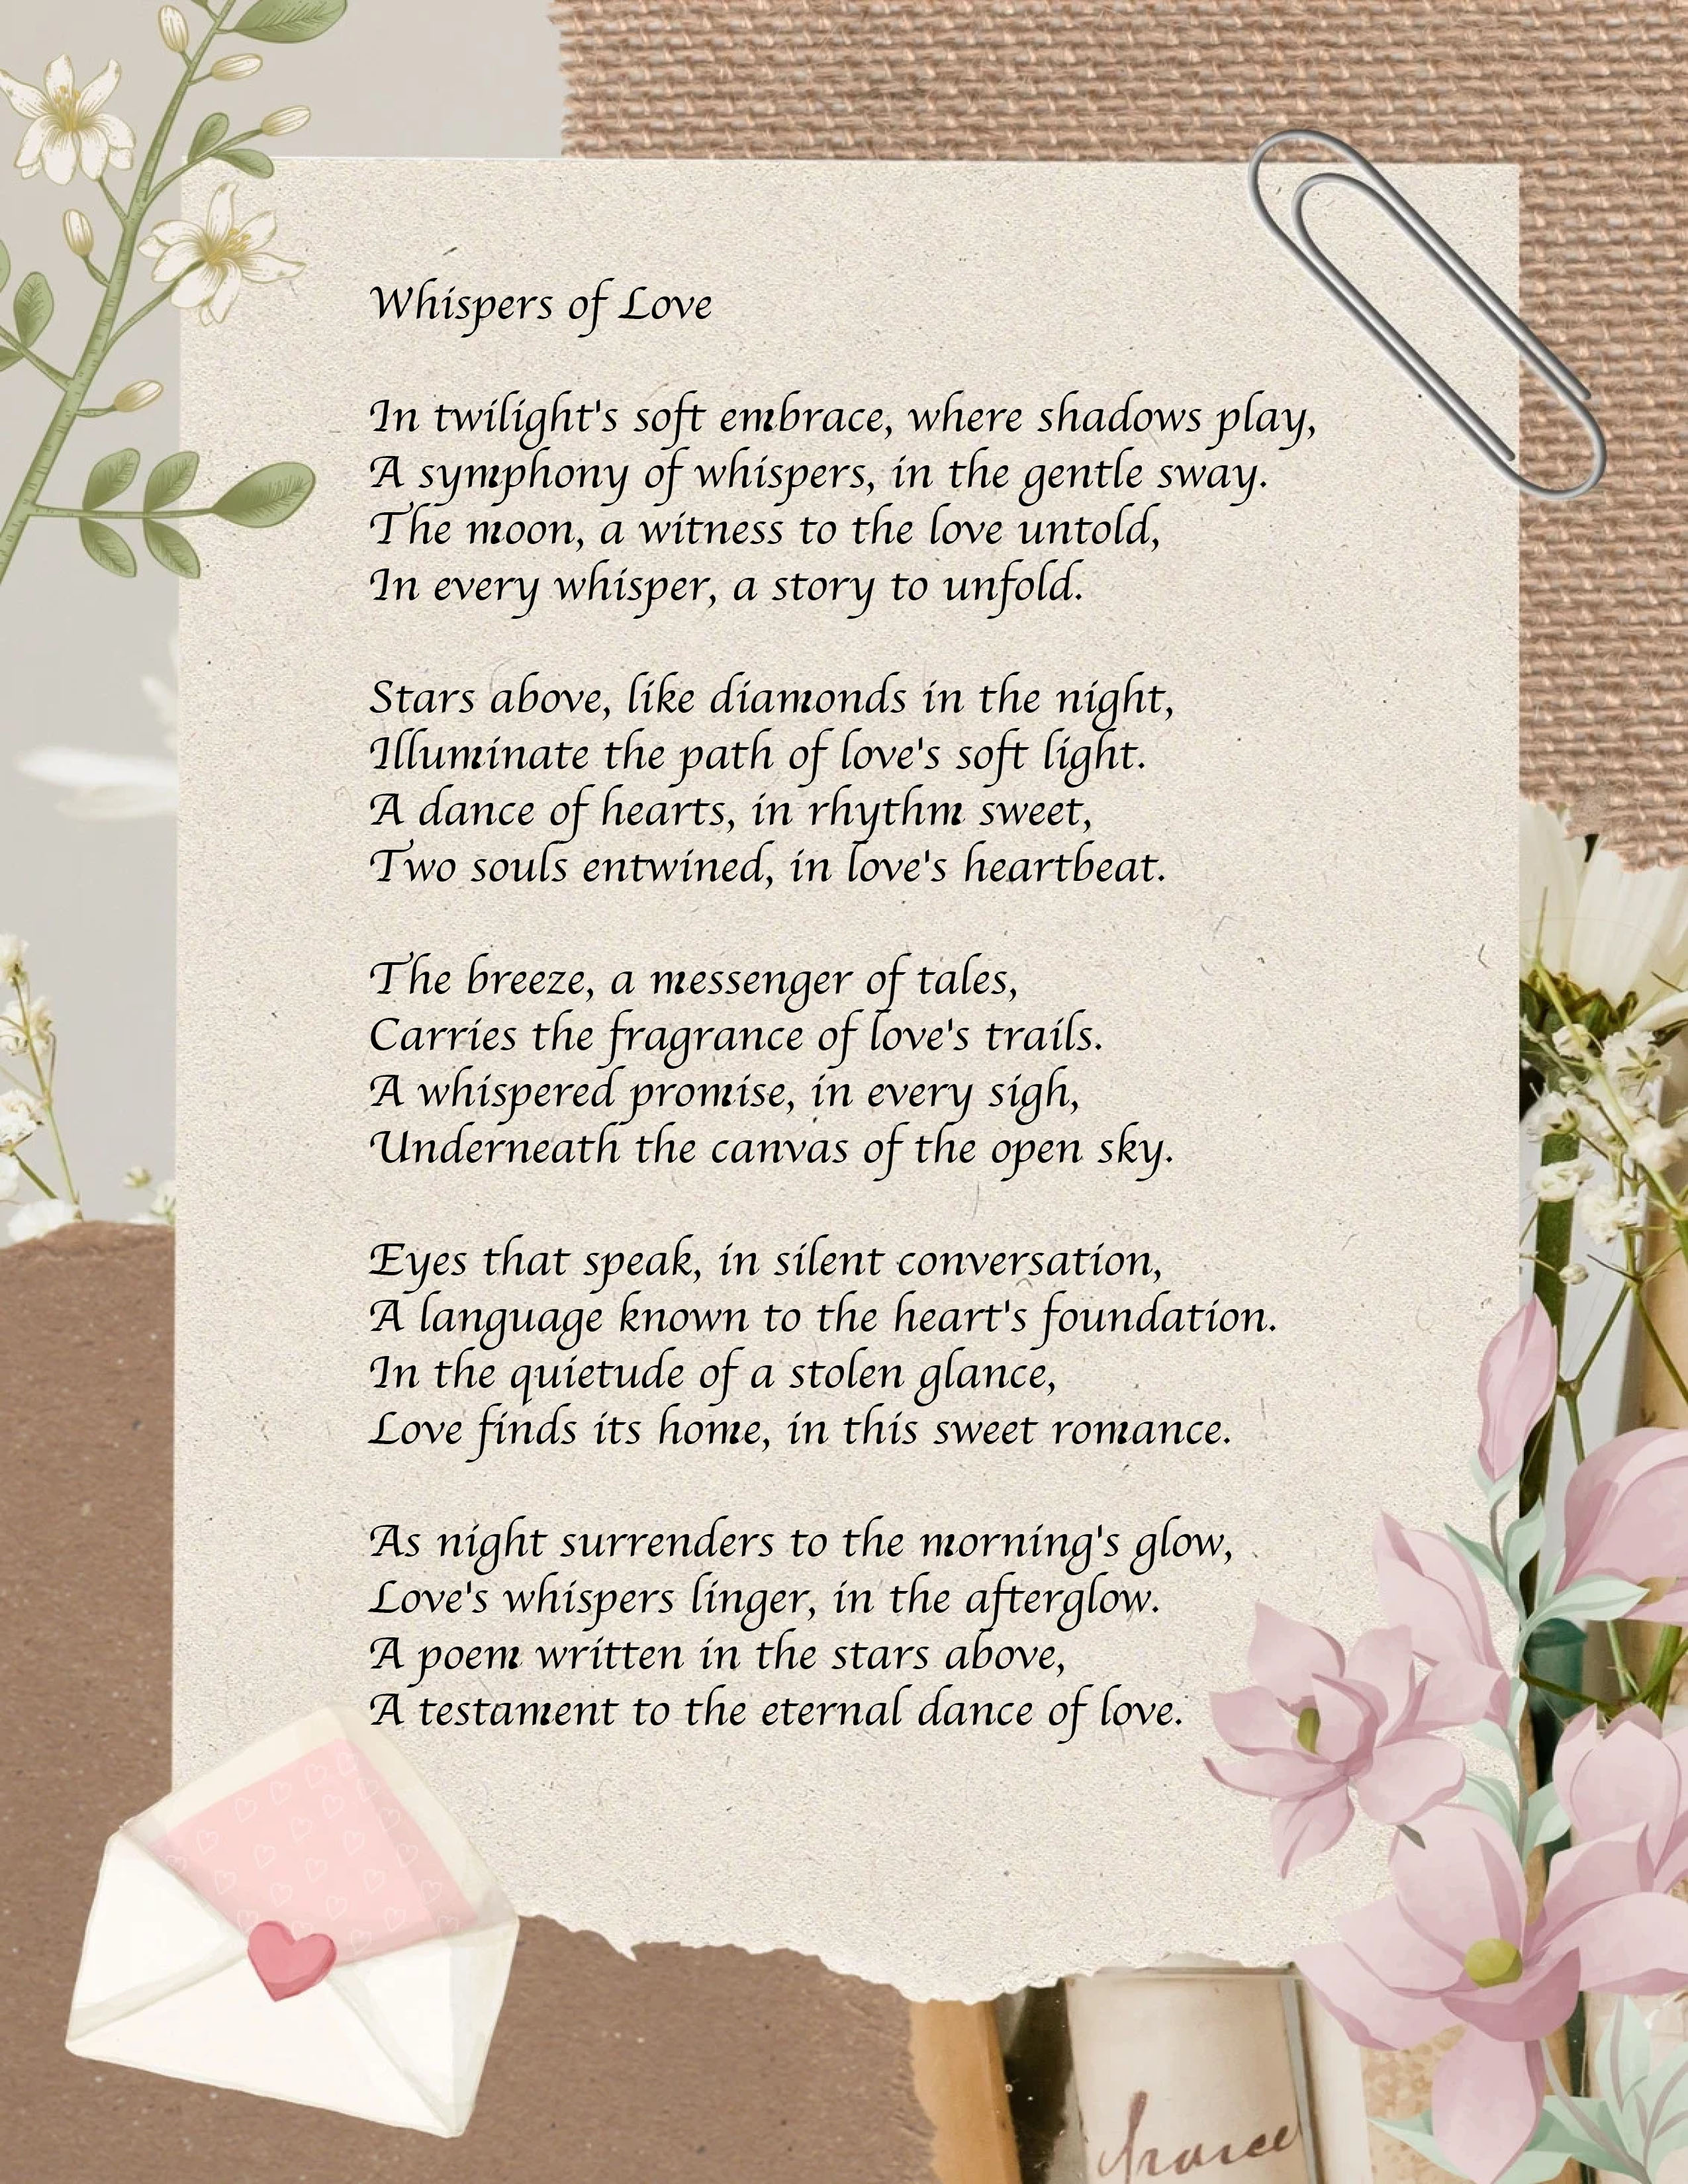 Whispers of Love
In twilight's soft embrace, where shadows play,
A symphony of whispers, in the gentle sway.
The moon, a witness to the love untold,
In every whisper, a story to unfold.
Stars above, like diamonds in the night,
Illuminate the path of love's soft light.
A dance of hearts, in rhythm sweet,
Two souls entwined, in love's heartbeat.
The breeze, a messenger of tales,
Carries the fragrance of love's trails.
A whispered promise, in every sigh,
Underneath the canvas of the open sky.
Eyes that speak, in silent conversation,
A language known to the heart's foundation.
In the quietude of a stolen glance,
Love finds its home, in this sweet romance.
As night surrenders to the morning's glow,
Love's whispers linger, in the afterglow.
A poem written in the stars above,
A testament to the eternal dance of love.